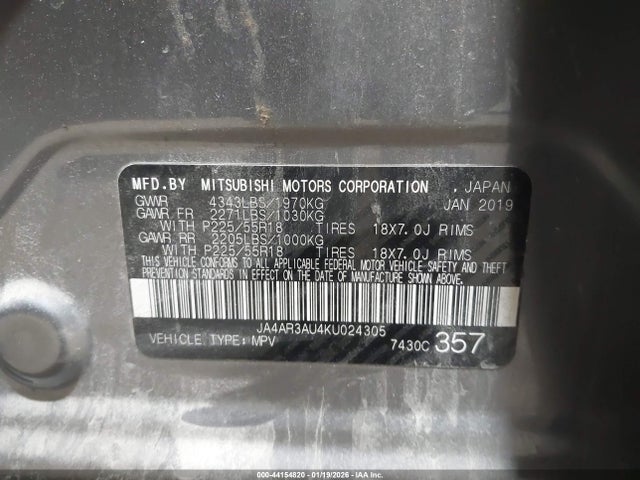 MFD.BY MITSUBISHI MOTORS CORPORATION , JAPAN
GVWR 4343LBS/1970KG JAN 2019
GAWR, FR 2271LBS/1030KG
WITH P225/55R18 TIRES 18X7.0J RIMS
GAWR, RR 2205LBS/1000KG
WITH P225/55R18 TIRES 18X7.0J RIMS
THIS VEHICLE CONFORMS TO ALL APPLICABLE FEDERAL MOTOR VEHICLE SAFETY AND THEFT
PREVENTION STANDARDS IN EFFECT ON THE DATE OF MANUFACTURE SHOWN ABOVE.
JA4AR3AU4KU024305
VEHICLE TYPE: MPV 7430C 357
000-44154820 - 01/19/2026 - IAA Inc.